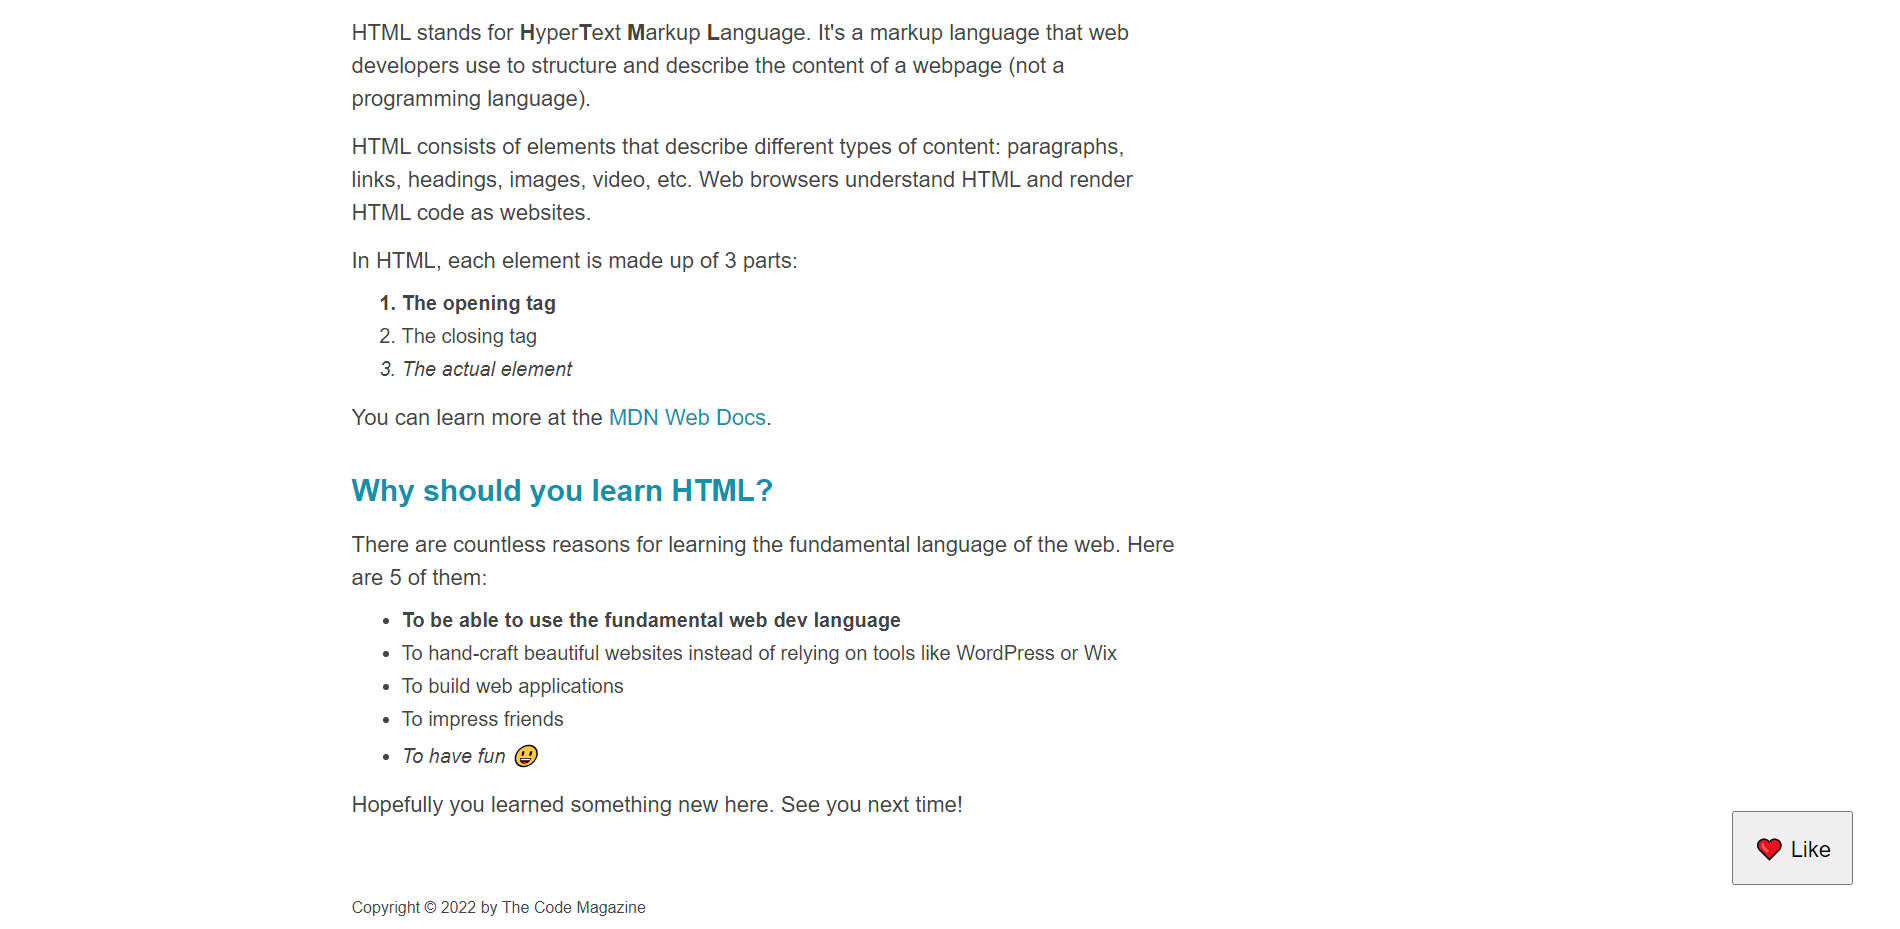 HTML stands for HyperText Markup Language. It's a markup language that web
developers use to structure and describe the content of a webpage (not a
programming language).
HTML consists of elements that describe different types of content: paragraphs,
links, headings, images, video, etc. Web browsers understand HTML and render
HTML code as websites.
In HTML, each element is made up of 3 parts:
1. The opening tag
2. The closing tag
3. The actual element
You can learn more at the MDN Web Docs.
Why should you learn HTML?
There are countless reasons for learning the fundamental language of the web. Here
are 5 of them:
• To be able to use the fundamental web dev language
• To hand-craft beautiful websites instead of relying on tools like WordPress or Wix
• To build web applications
• To impress friends
• To have fun 😃
Hopefully you learned something new here. See you next time!
❤️ Like
Copyright © 2022 by The Code Magazine